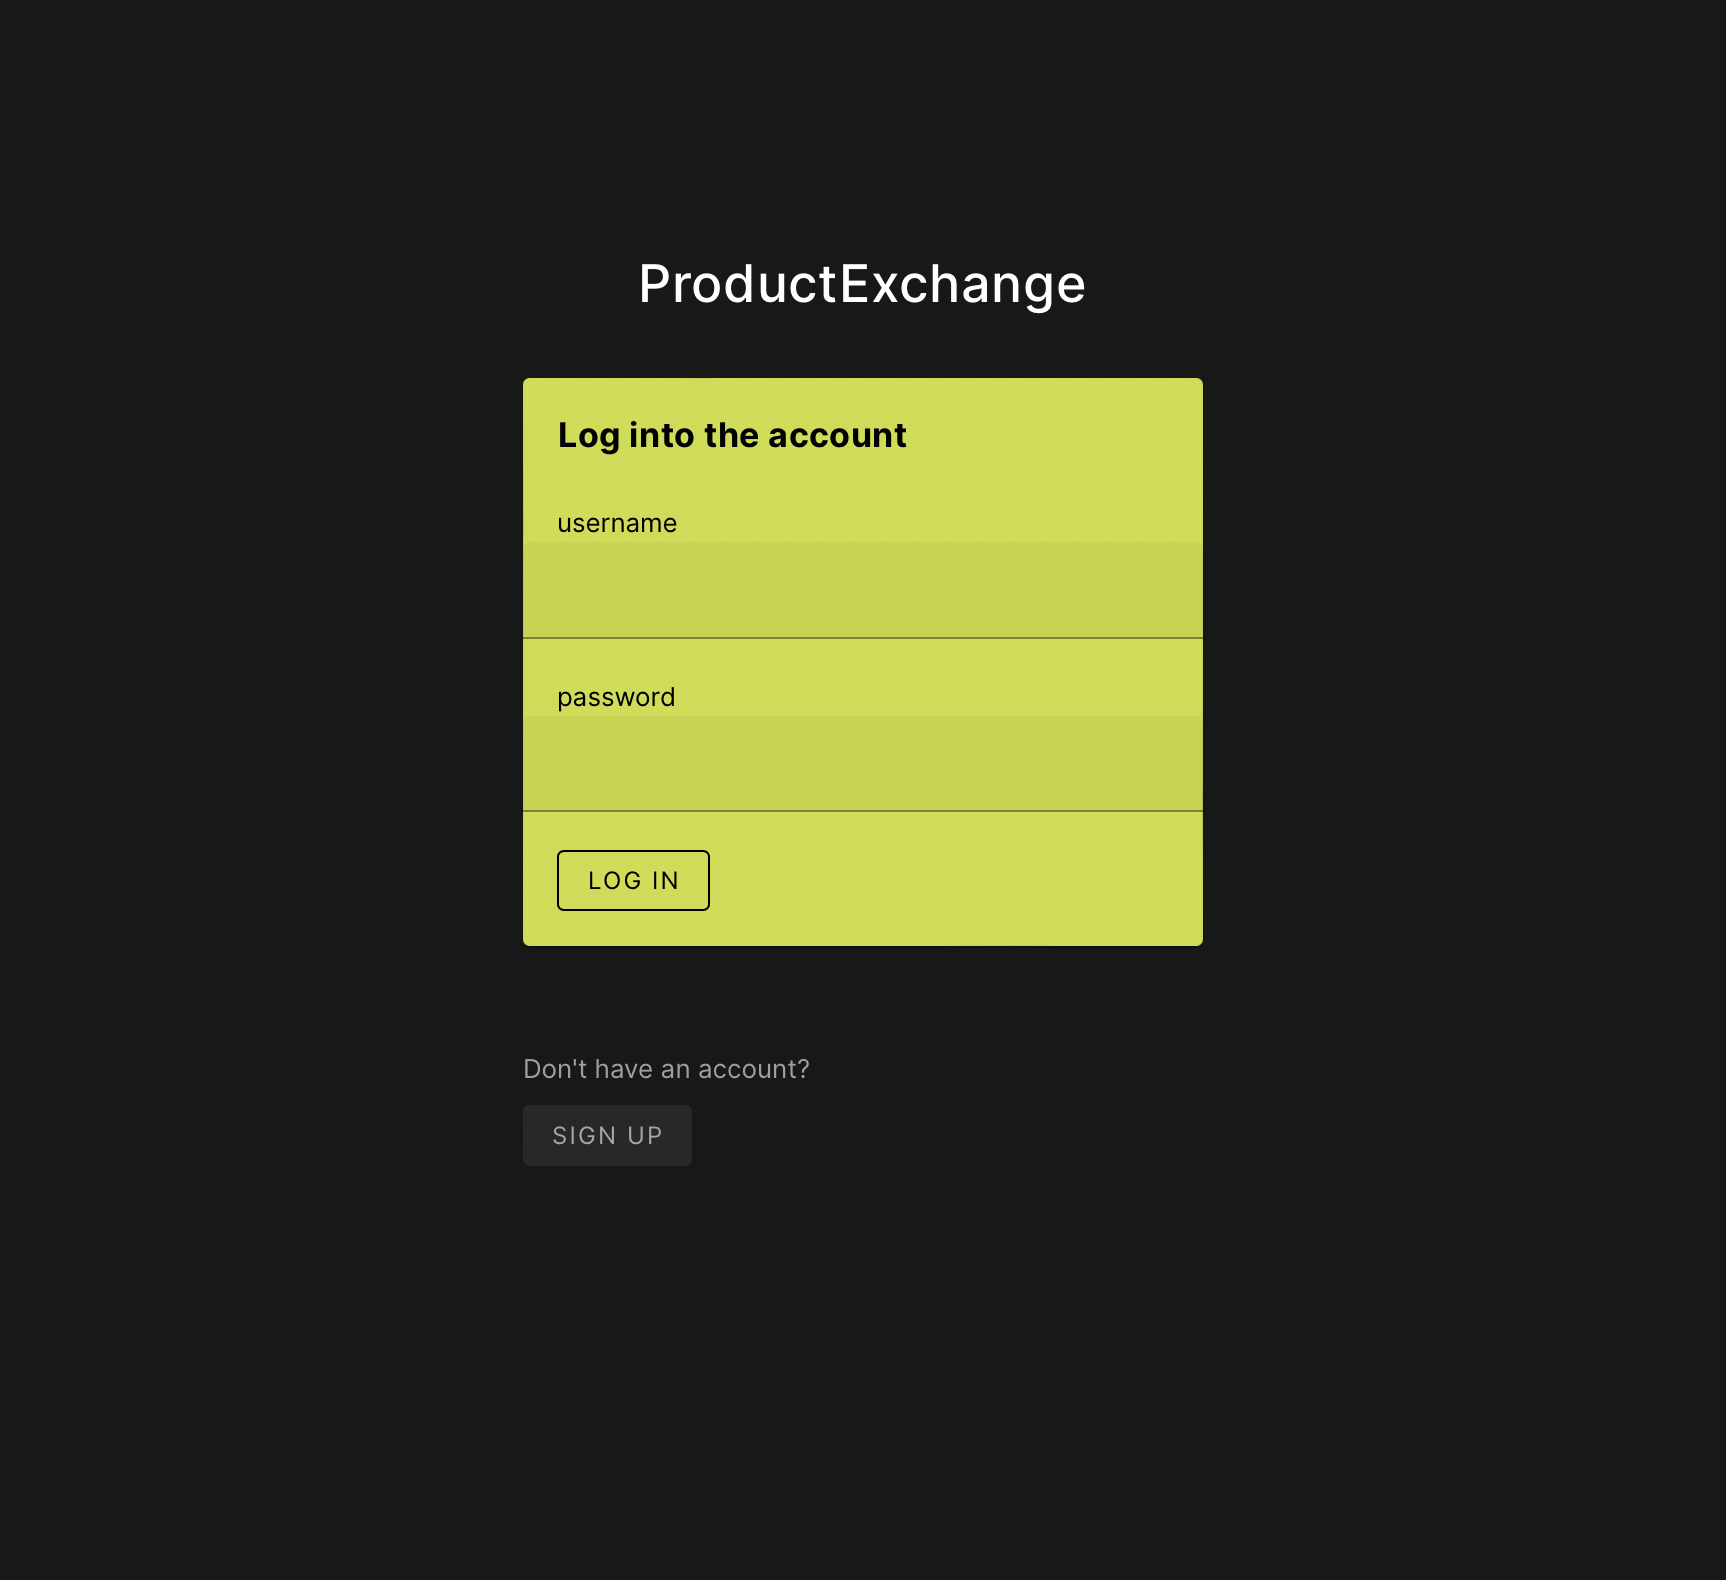 ProductExchange
Log into the account
username
password
LOG IN
Don't have an account?
SIGN UP